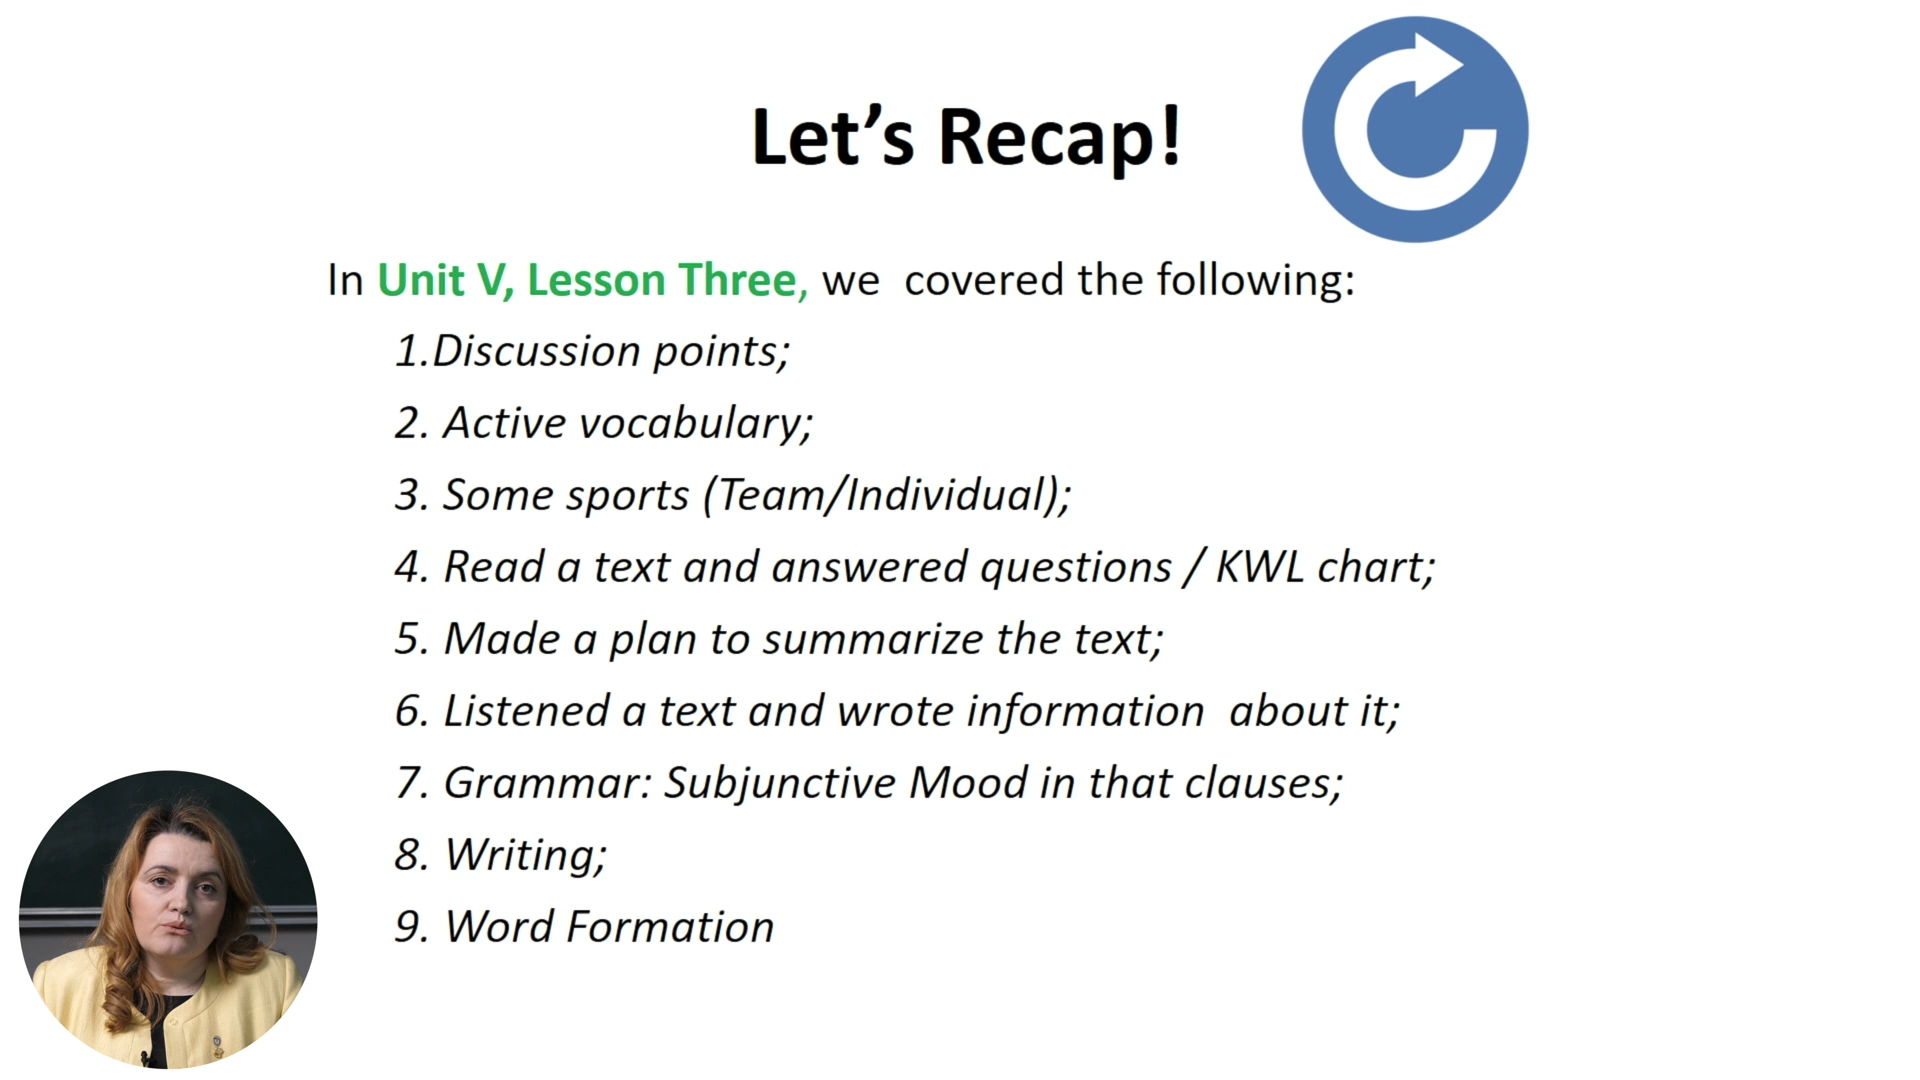 Let’s Recap!
In Unit V, Lesson Three, we  covered the following:
1.Discussion points;
2. Active vocabulary;
3. Some sports (Team/Individual);
4. Read a text and answered questions / KWL chart;
5. Made a plan to summarize the text;
6. Listened a text and wrote information  about it;
7. Grammar: Subjunctive Mood in that clauses;
8. Writing;
9. Word Formation